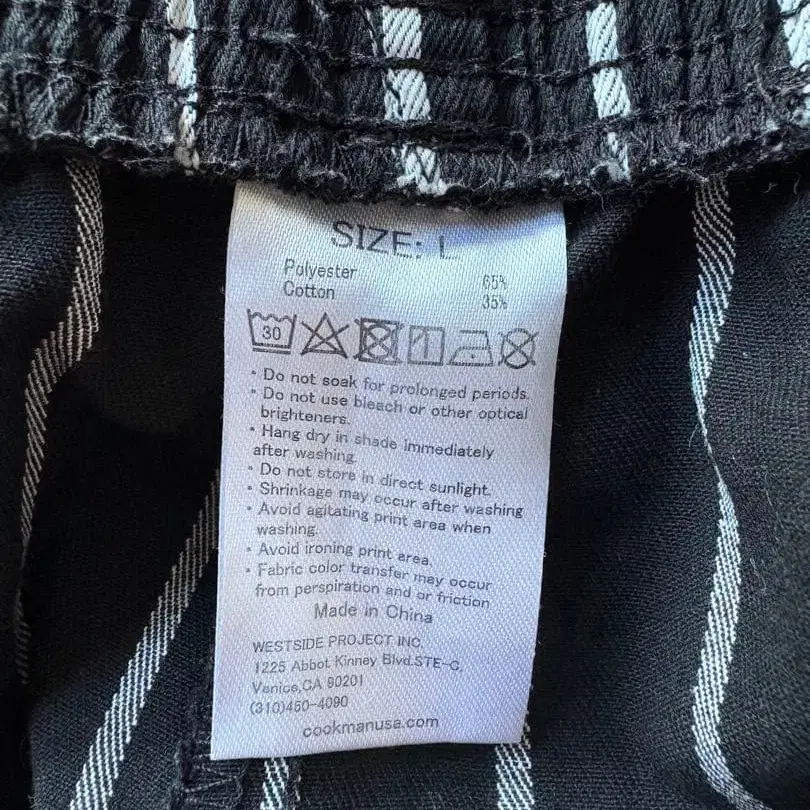 SIZE: L
Polyester 65%
Cotton 35%
30
• Do not soak for prolonged periods.
• Do not use bleach or other optical
brighteners.
• Hang dry in shade immediately
after washing.
• Do not store in direct sunlight.
• Shrinkage may occur after washing
• Avoid agitating print area when
washing.
• Avoid ironing print area.
• Fabric color transfer may occur
from perspiration and or friction
Made in China
WESTSIDE PROJECT INC.
1225 Abbot Kinney Blvd.STE-C,
Venice,CA 90201
(310)450-4090
cookmanusa.com